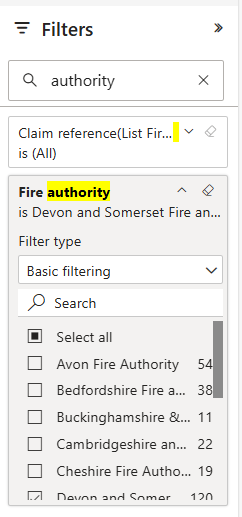 Filters
authority
Claim reference(List Fir...
is (All)
Fire authority
is Devon and Somerset Fire an...
Filter type
Basic filtering
Search
Select all
Avon Fire Authority 54
Bedfordshire Fire a... 38
Buckinghamshire &... 11
Cambridgeshire an... 22
Cheshire Fire Autho... 19
Devon and Somer... 120